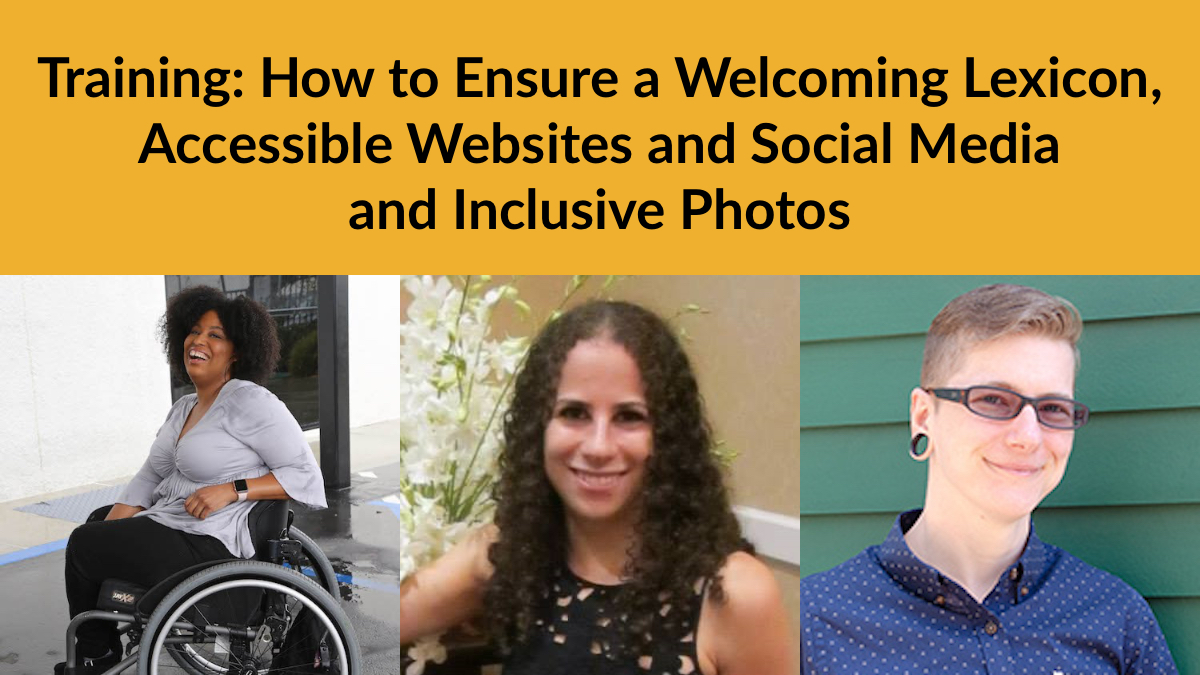 Training: How to Ensure a Welcoming Lexicon,
Accessible Websites and Social Media
and Inclusive Photos